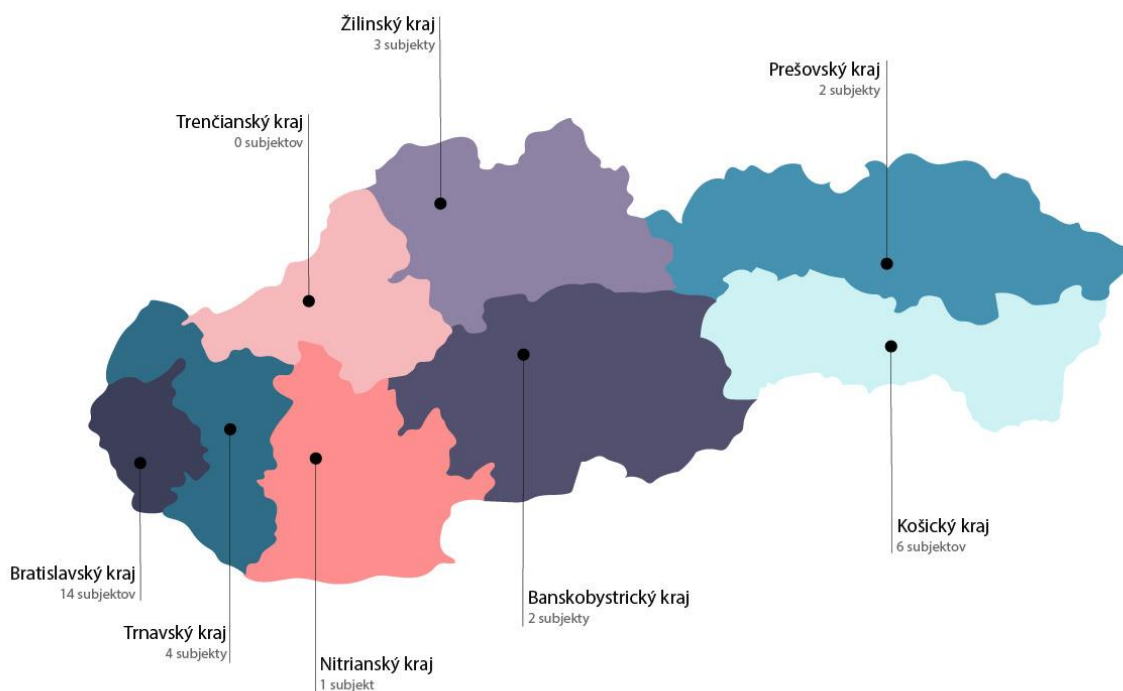 Žilinský kraj
3 subjekty
Prešovský kraj
2 subjekty
Trenčianský kraj
0 subjektov
Košický kraj
6 subjektov
Bratislavský kraj
14 subjektov
Banskobystrický kraj
2 subjekty
Trnavský kraj
4 subjekty
Nitrianský kraj
1 subjekt